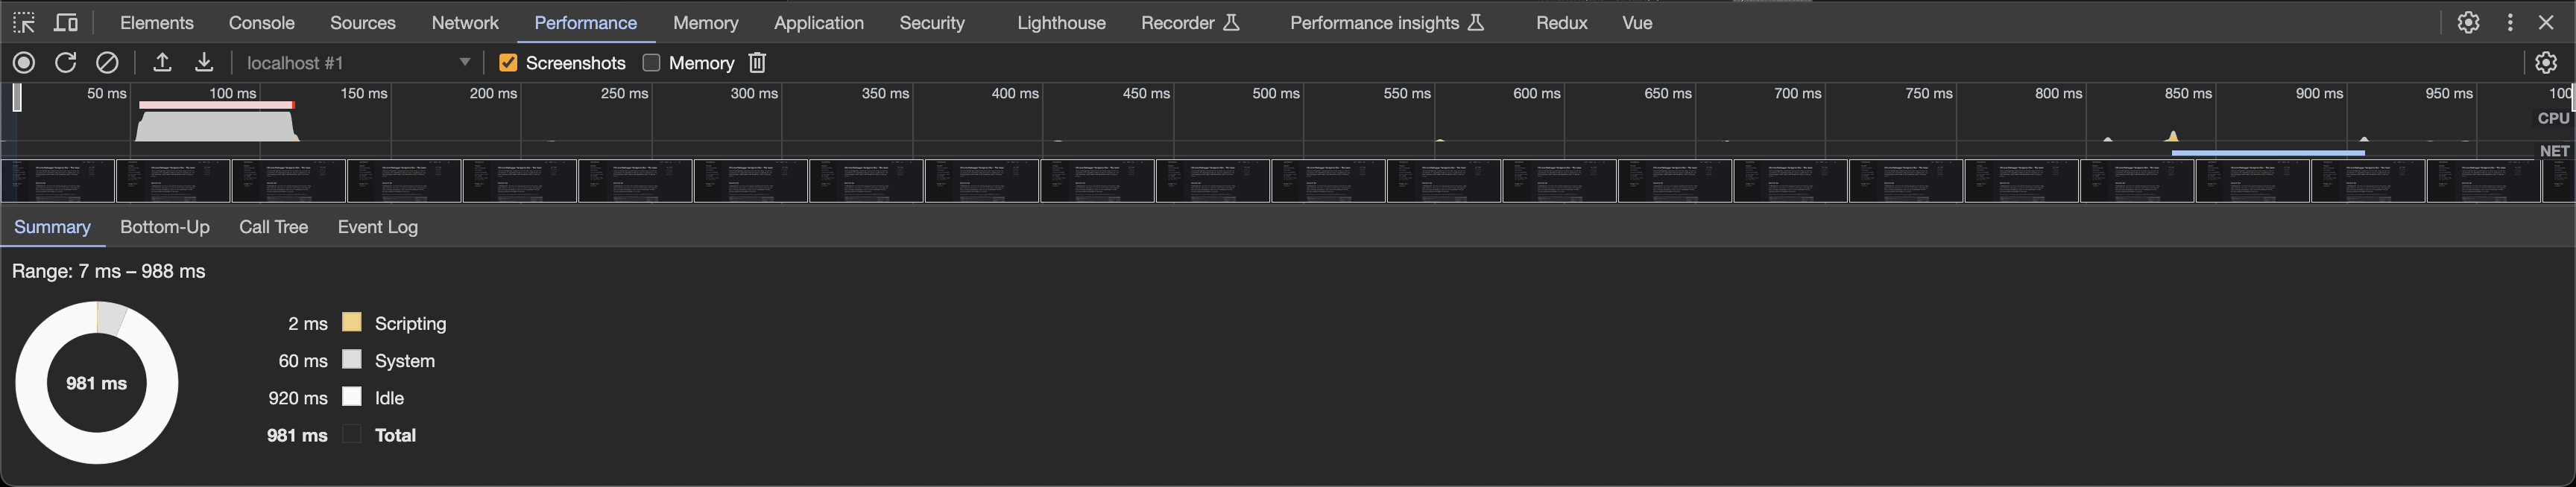 Elements Console Sources Network Performance Memory Application Security Lighthouse Recorder Performance insights Redux Vue
localhost #1 Screenshots Memory
50 ms 100 ms 150 ms 200 ms 250 ms 300 ms 350 ms 400 ms 450 ms 500 ms 550 ms 600 ms 650 ms 700 ms 750 ms 800 ms 850 ms 900 ms 950 ms 100
CPU
NET
Summary Bottom-Up Call Tree Event Log
Range: 7 ms – 988 ms
2 ms Scripting
60 ms System
981 ms
920 ms Idle
981 ms Total